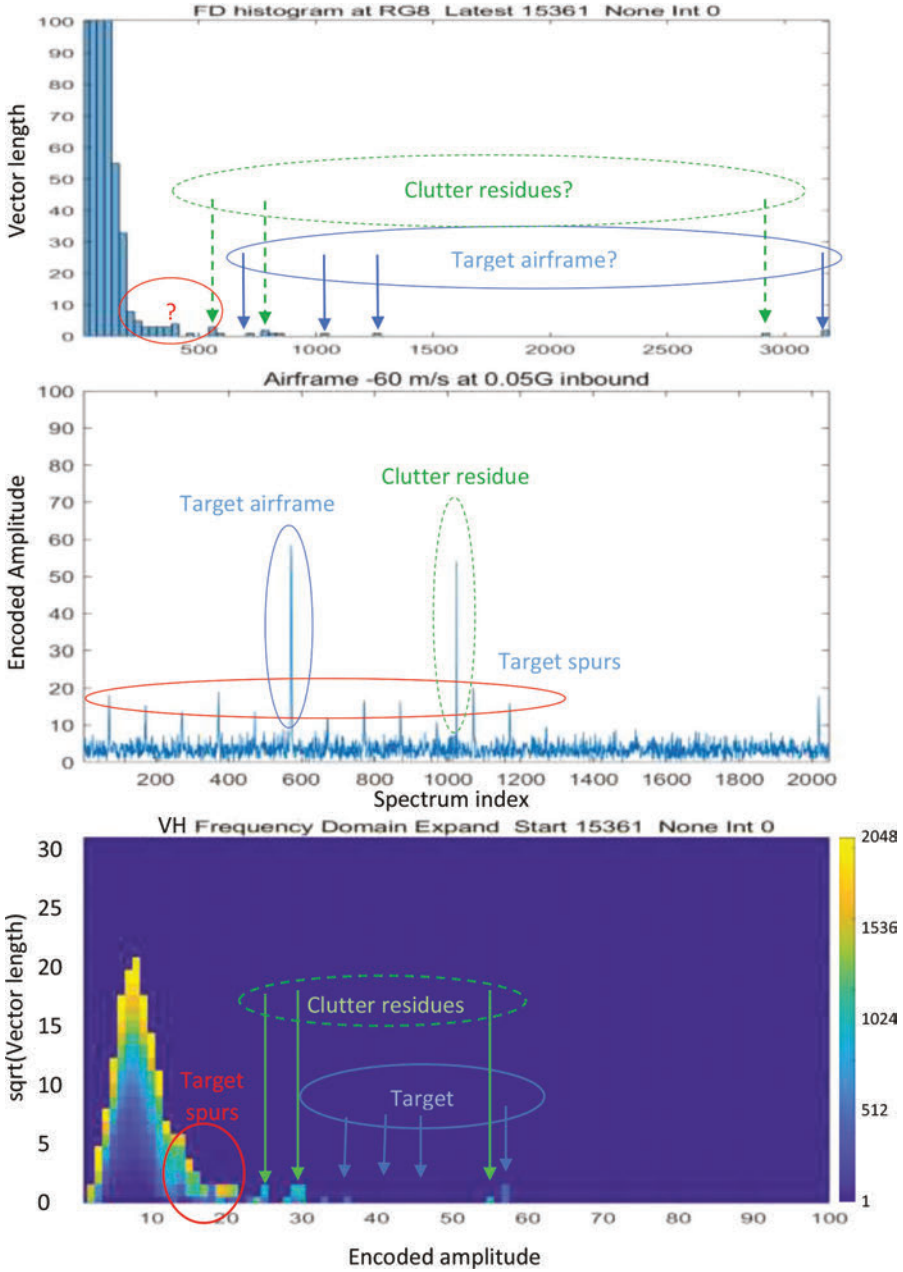 FD histogram at RG8 Latest 15361 None Int 0
100
90
80
70
60
50
40
30
20
10
0
Vector length
Clutter residues?
Target airframe?
?
500 1000 1500 2000 2500 3000
Airframe -60 m/s at 0.05G inbound
100
90
80
70
60
50
40
30
20
10
0
Encoded Amplitude
Target airframe
Clutter residue
Target spurs
200 400 600 800 1000 1200 1400 1600 1800 2000
Spectrum index
VH Frequency Domain Expand Start 15361 None Int 0
30
25
20
15
10
5
0
sqrt(Vector length)
Clutter residues
Target
spurs
Target
2048
1536
1024
512
1
10 20 30 40 50 60 70 80 90 100
Encoded amplitude